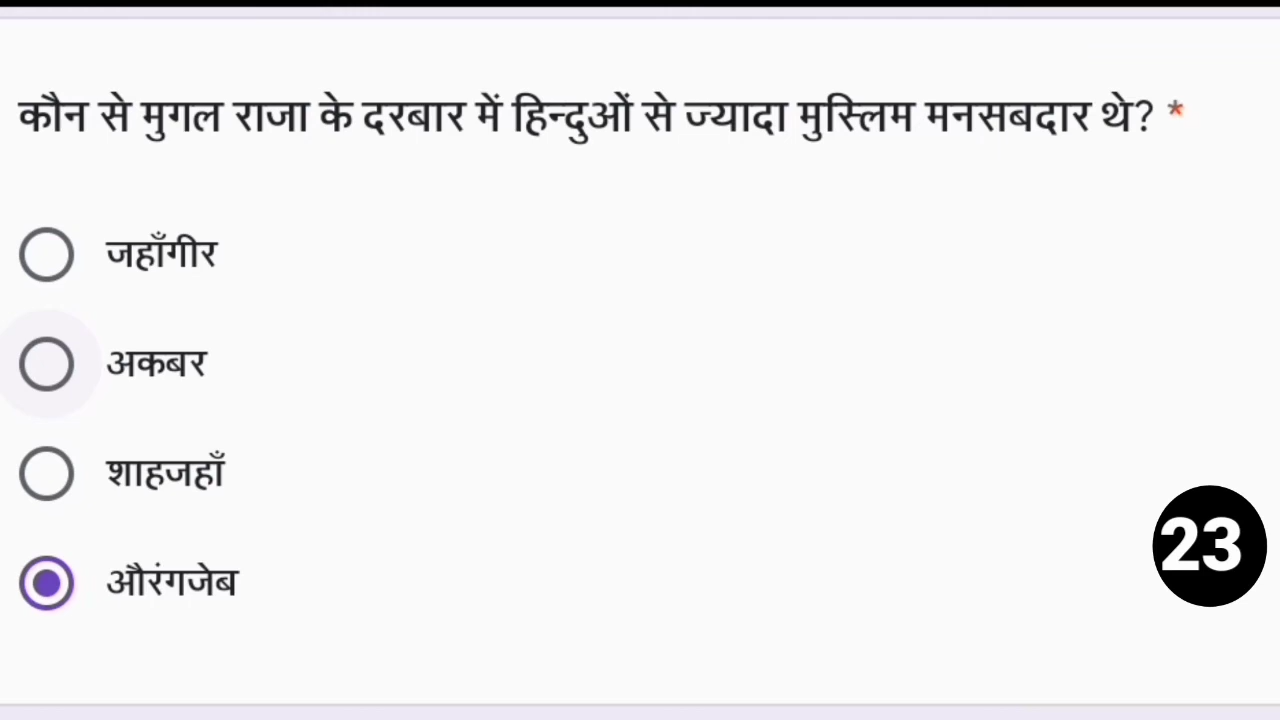 कौन से मुगल राजा के दरबार में हिन्दुओं से ज्यादा मुस्लिम मनसबदार थे? *
जहाँगीर
अकबर
शाहजहाँ
औरंगजेब
23